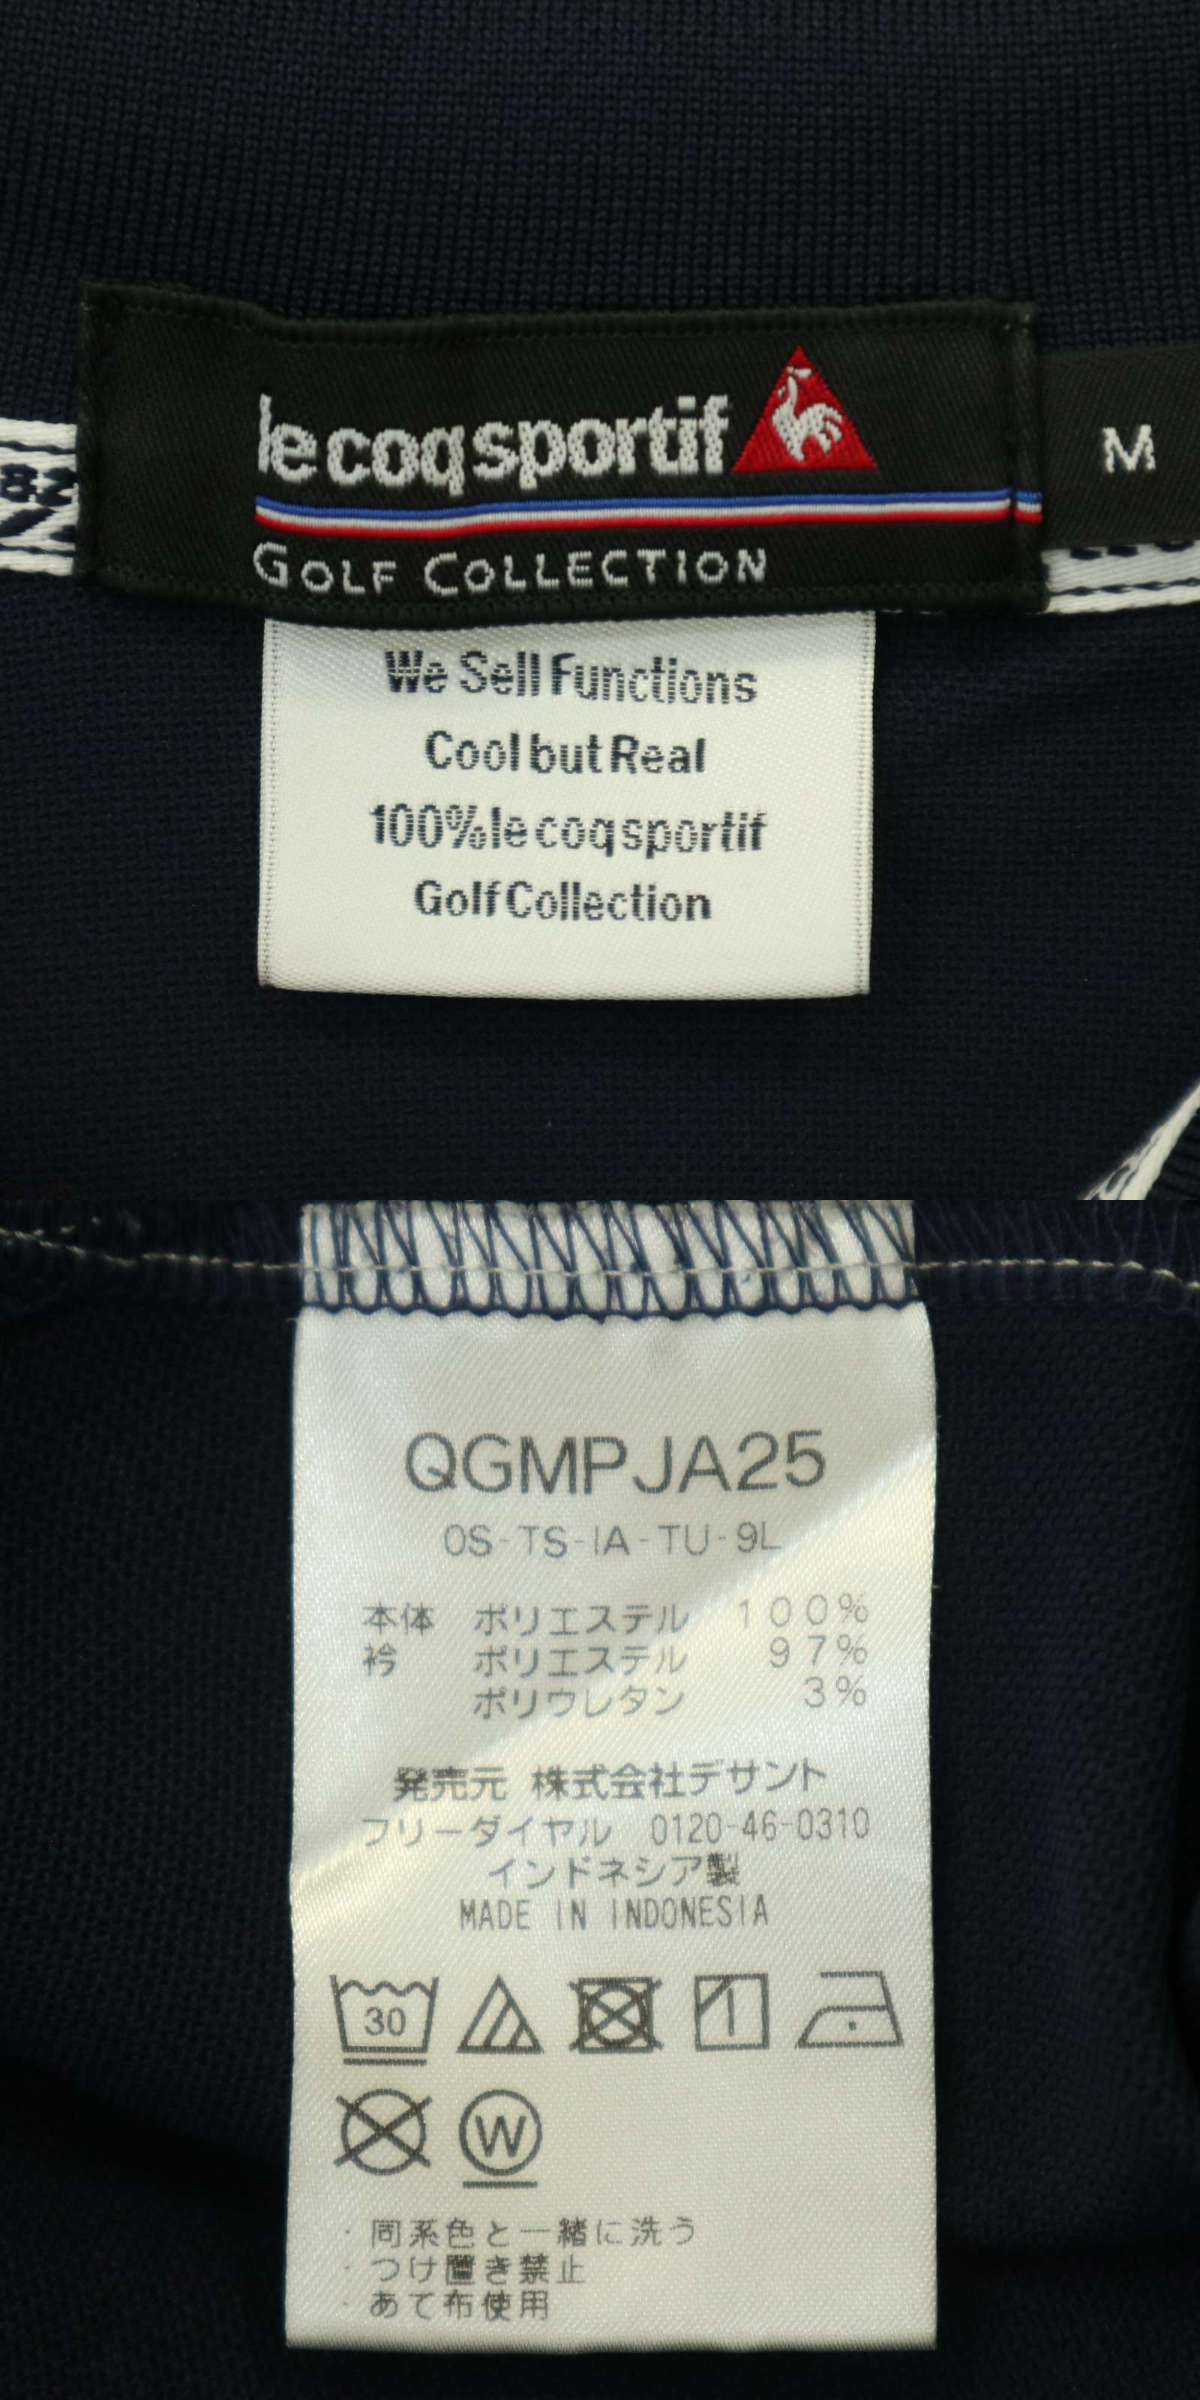 le coq sportif
M
82
GOLF COLLECTION
We Sell Functions
Cool but Real
100% le coq sportif
Golf Collection
QGMPJA25
OS-TS-IA-TU-9L
本体 ポリエステル 100%
衿 ポリエステル 97%
ポリウレタン 3%
発売元 株式会社デサント
フリーダイヤル 0120-46-0310
インドネシア製
MADE IN INDONESIA
30
W
・同系色と一緒に洗う
・つけ置き禁止
・あて布使用